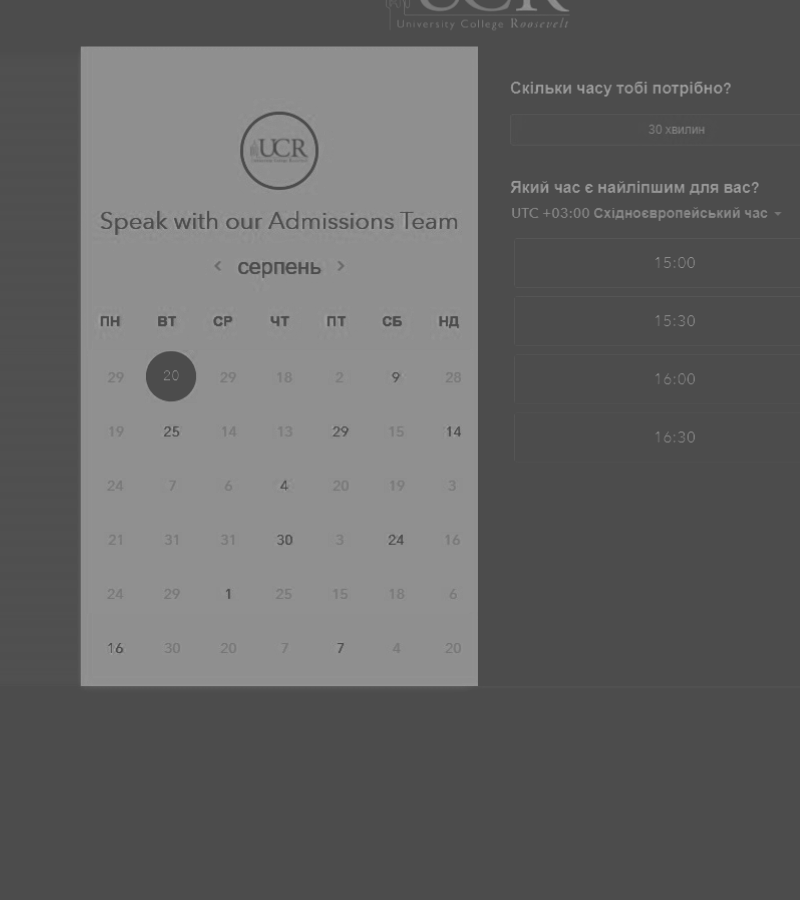 UCR
University College Roosevelt
UCR
Speak with our Admissions Team
серпень
ПН ВТ СР ЧТ ПТ СБ НД
29 20 29 18 2 9 28
19 25 14 13 29 15 14
24 7 6 4 20 19 3
21 31 31 30 3 24 16
24 29 1 25 15 18 6
16 30 20 7 7 4 20
Скільки часу тобі потрібно?
30 хвилин
Який час є найліпшим для вас?
UTC +03:00 Східноєвропейський час
15:00
15:30
16:00
16:30